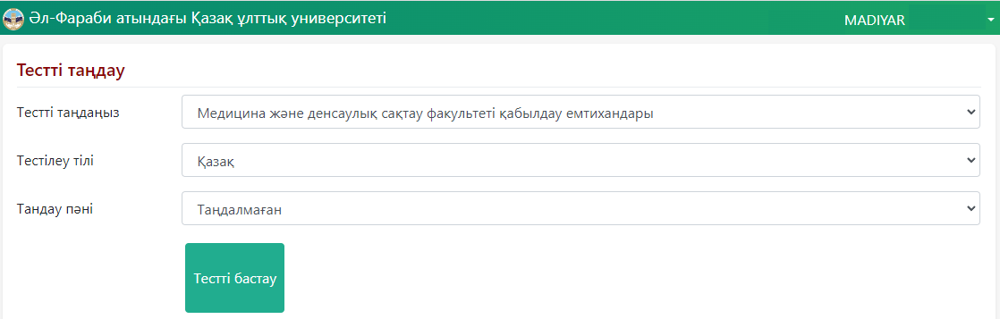 Әл-Фараби атындағы Қазақ ұлттық университеті
MADIYAR
Тестті таңдау
Тестті таңдаңыз
Медицина және денсаулық сақтау факультеті қабылдау емтихандары
Тестілеу тілі
Қазақ
Тандау пәні
Таңдалмаған
Тестті бастау